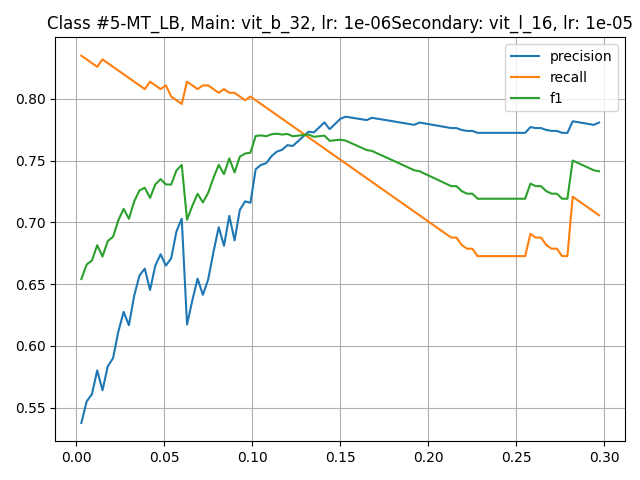 Class #5-MT_LB, Main: vit_b_32, lr: 1e-06Secondary: vit_l_16, lr: 1e-05
precision
recall
f1
0.80
0.75
0.70
0.65
0.60
0.55
0.00 0.05 0.10 0.15 0.20 0.25 0.30